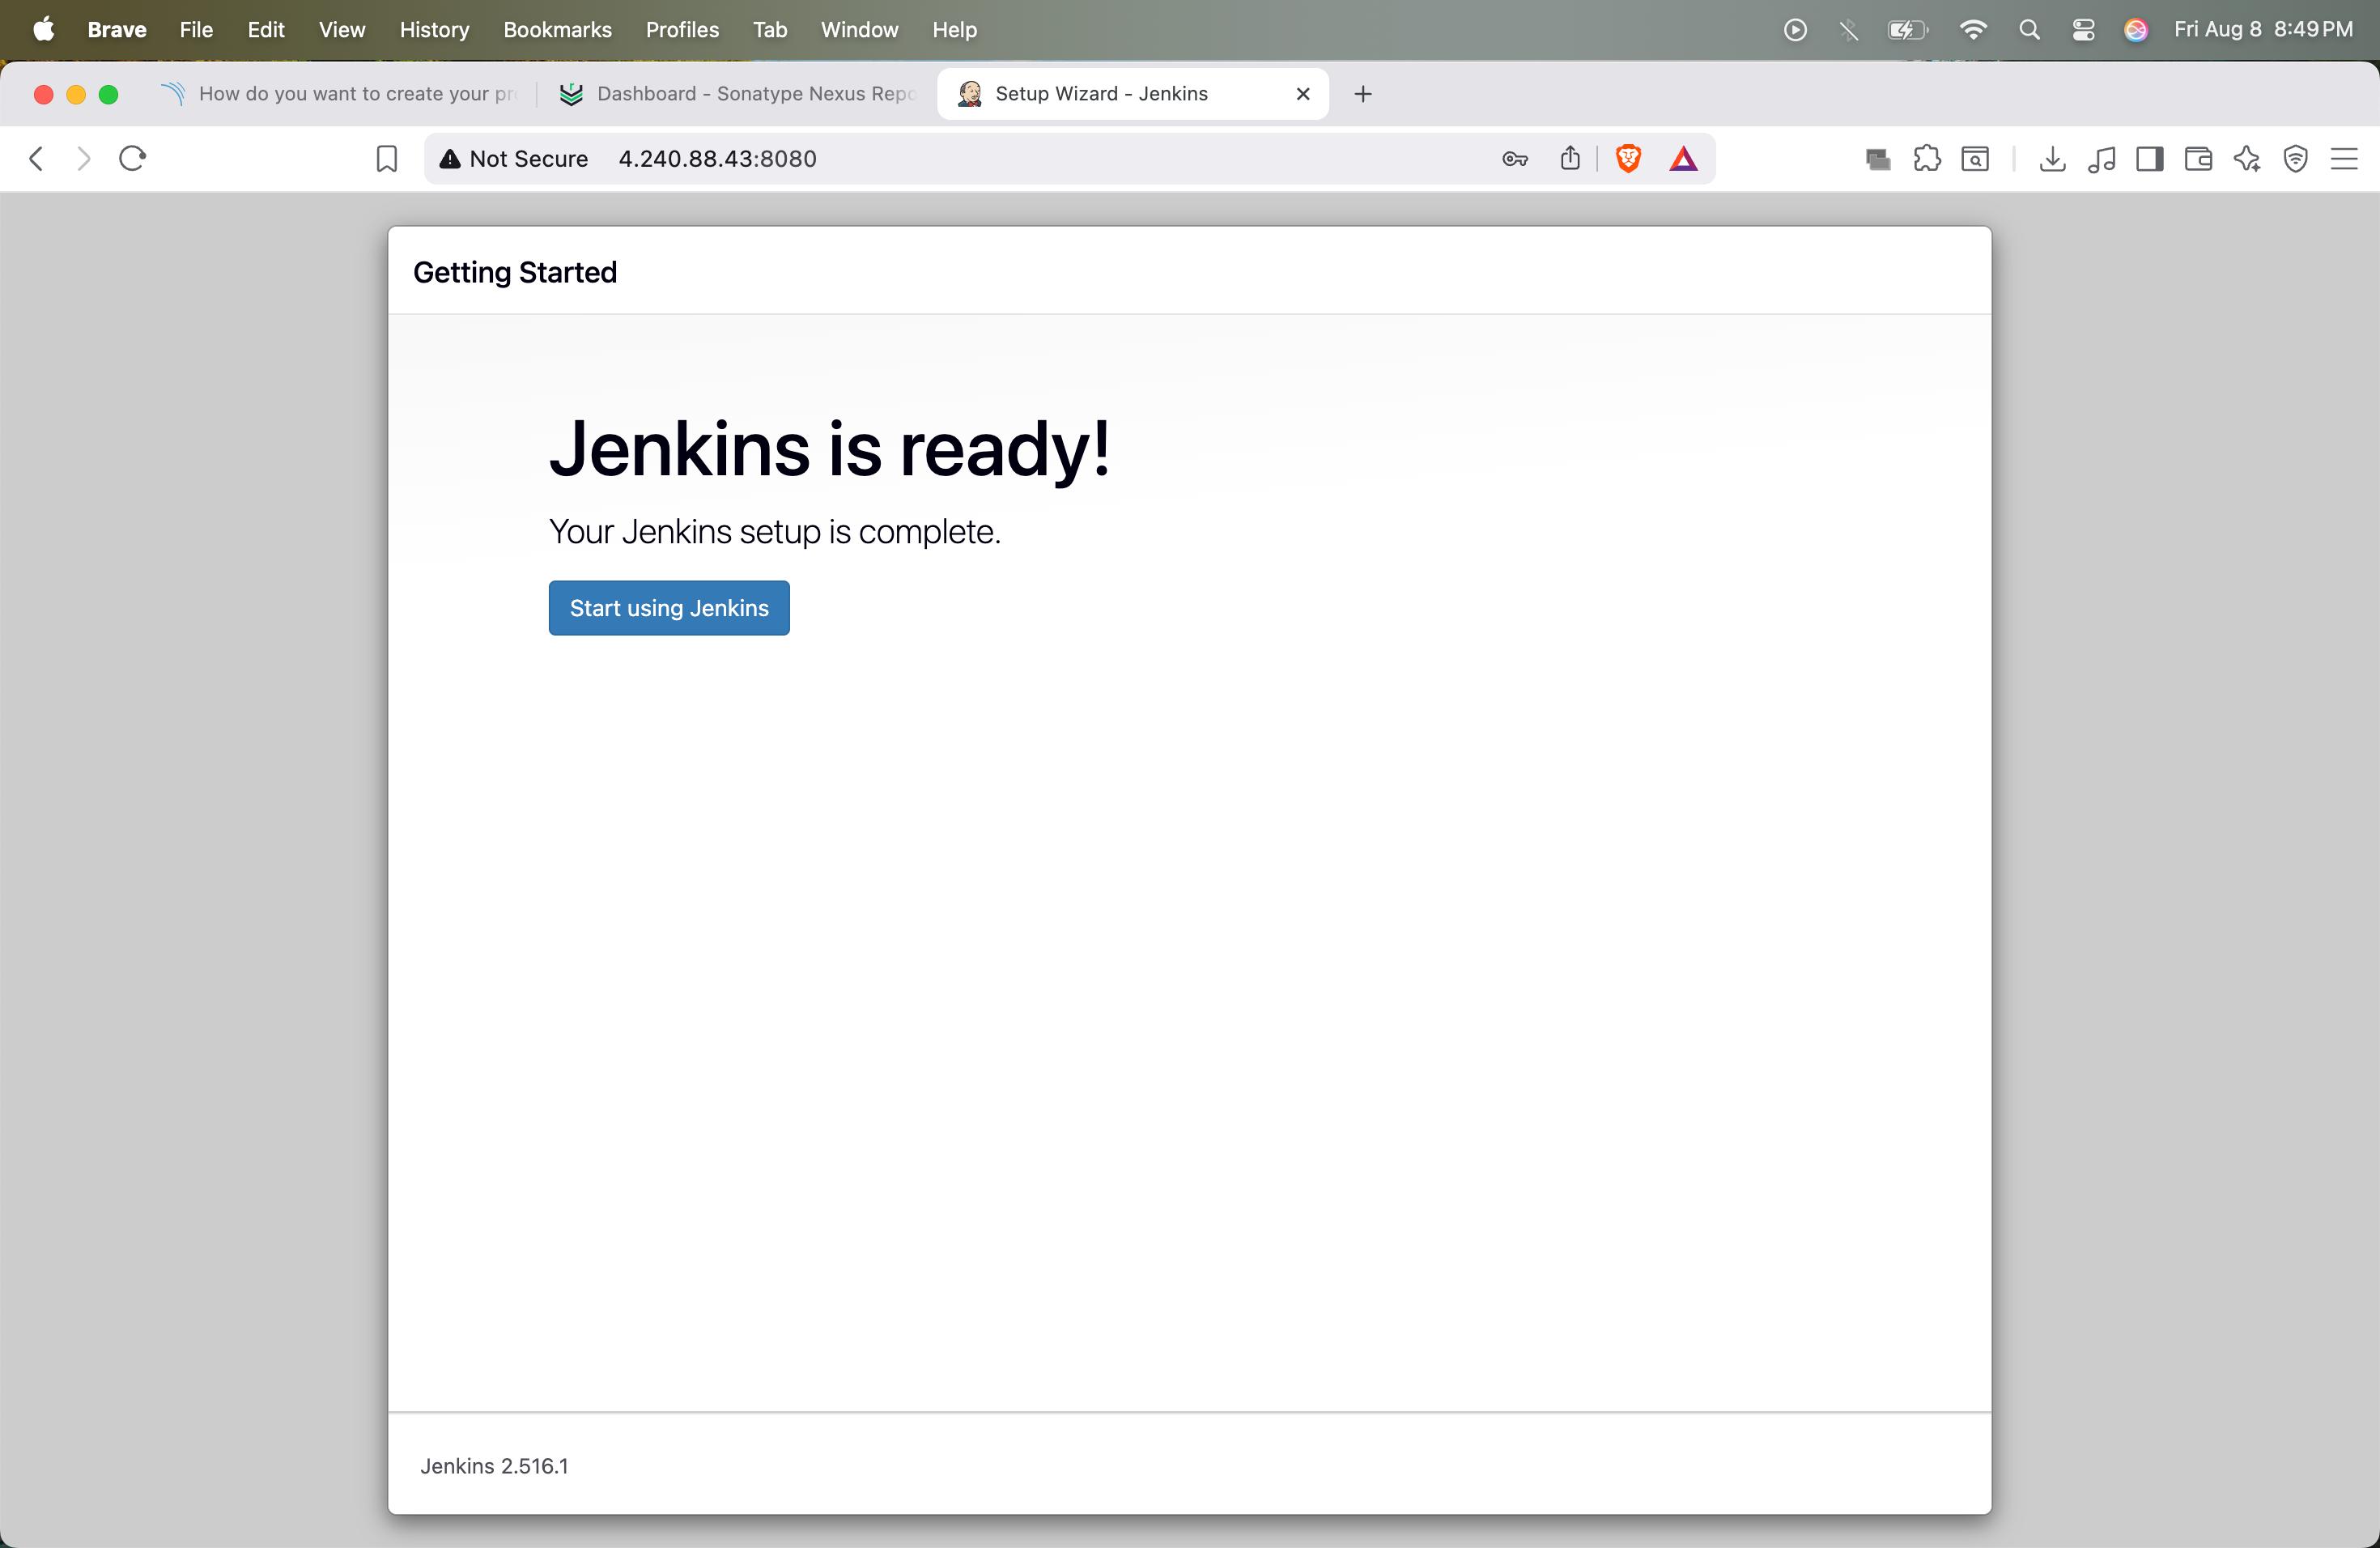 Brave File Edit View History Bookmarks Profiles Tab Window Help Fri Aug 8 8:49 PM
How do you want to create your pr Dashboard - Sonatype Nexus Repo Setup Wizard - Jenkins
Not Secure 4.240.88.43:8080
Getting Started
Jenkins is ready!
Your Jenkins setup is complete.
Start using Jenkins
Jenkins 2.516.1